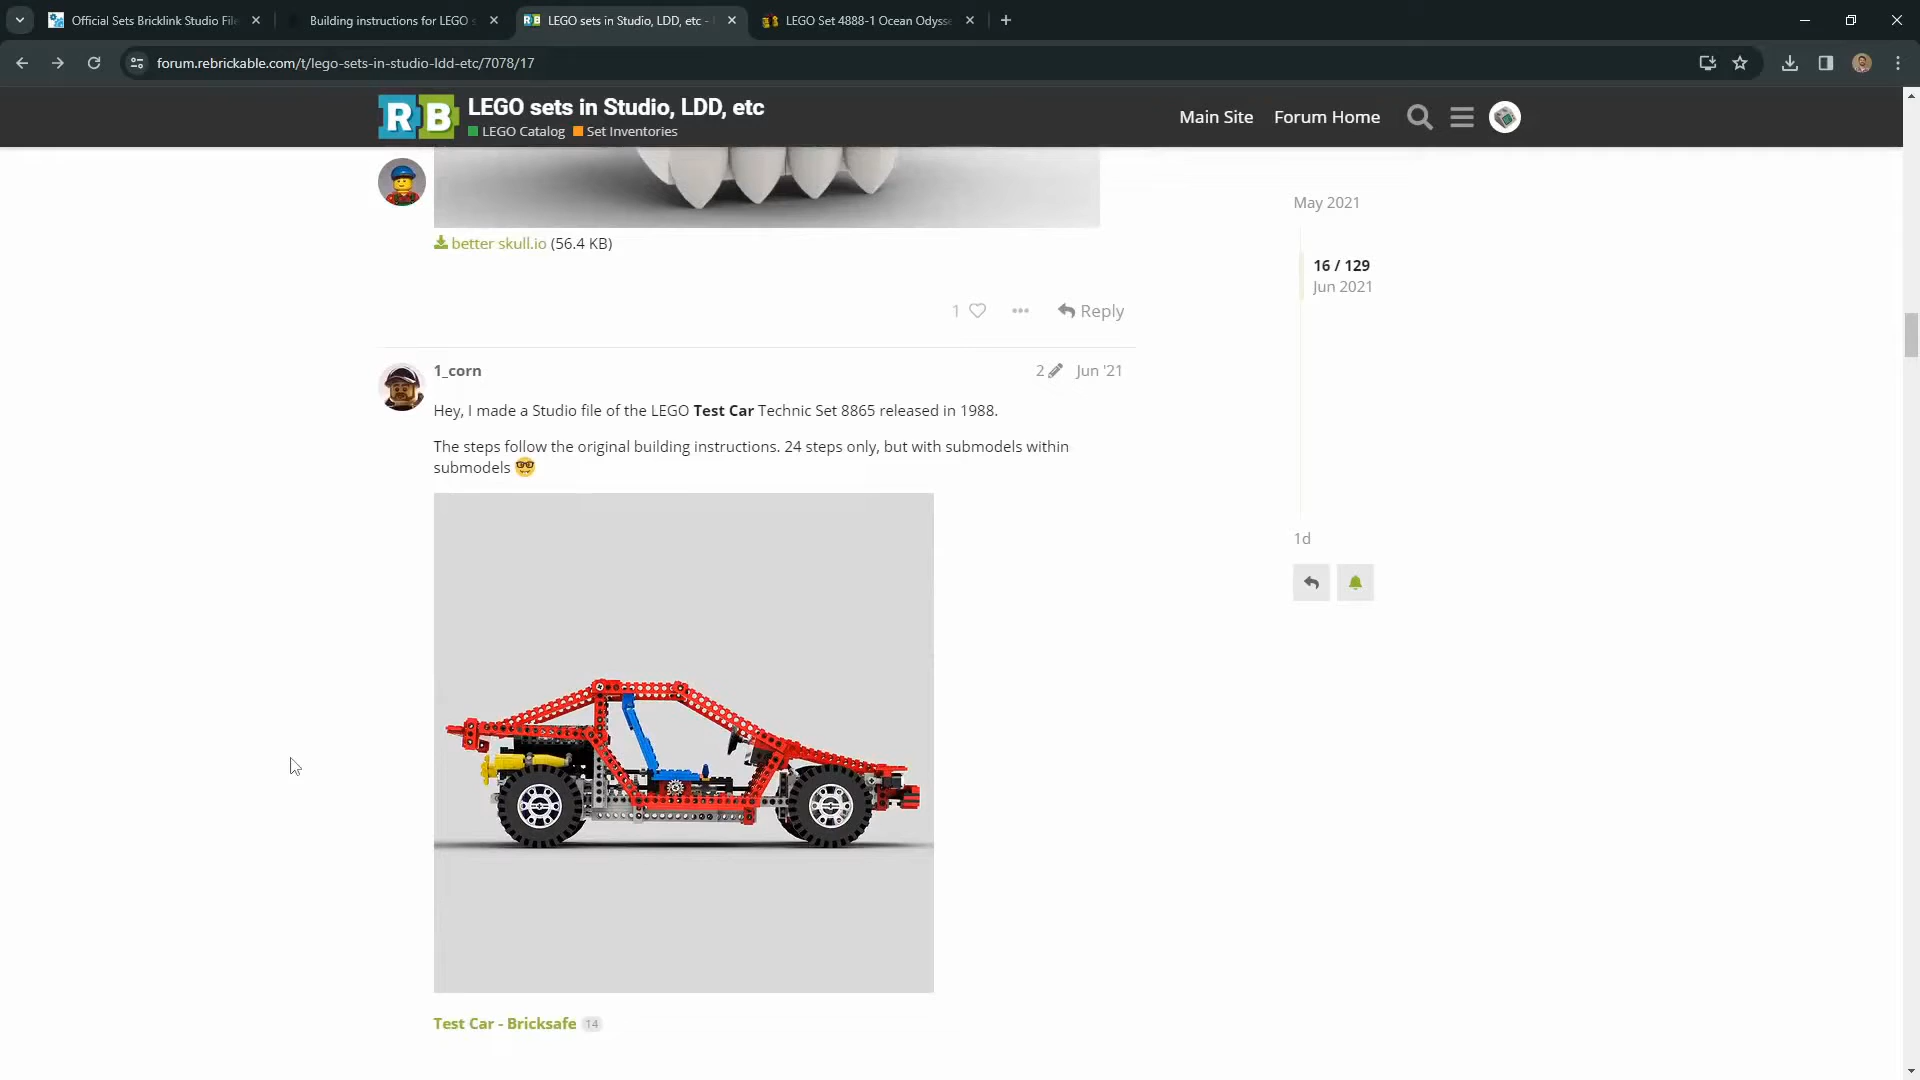 Official Sets Bricklink Studio File
Building instructions for LEGO s
RB LEGO sets in Studio, LDD, etc -
LEGO Set 4888-1 Ocean Odysse
forum.rebrickable.com/t/lego-sets-in-studio-ldd-etc/7078/17
RB
LEGO sets in Studio, LDD, etc
LEGO Catalog Set Inventories
Main Site Forum Home
better skull.io (56.4 KB)
1 ••• Reply
1_corn
2 Jun '21
Hey, I made a Studio file of the LEGO Test Car Technic Set 8865 released in 1988.
The steps follow the original building instructions. 24 steps only, but with submodels within
submodels
Test Car - Bricksafe 14
May 2021
16 / 129
Jun 2021
1d